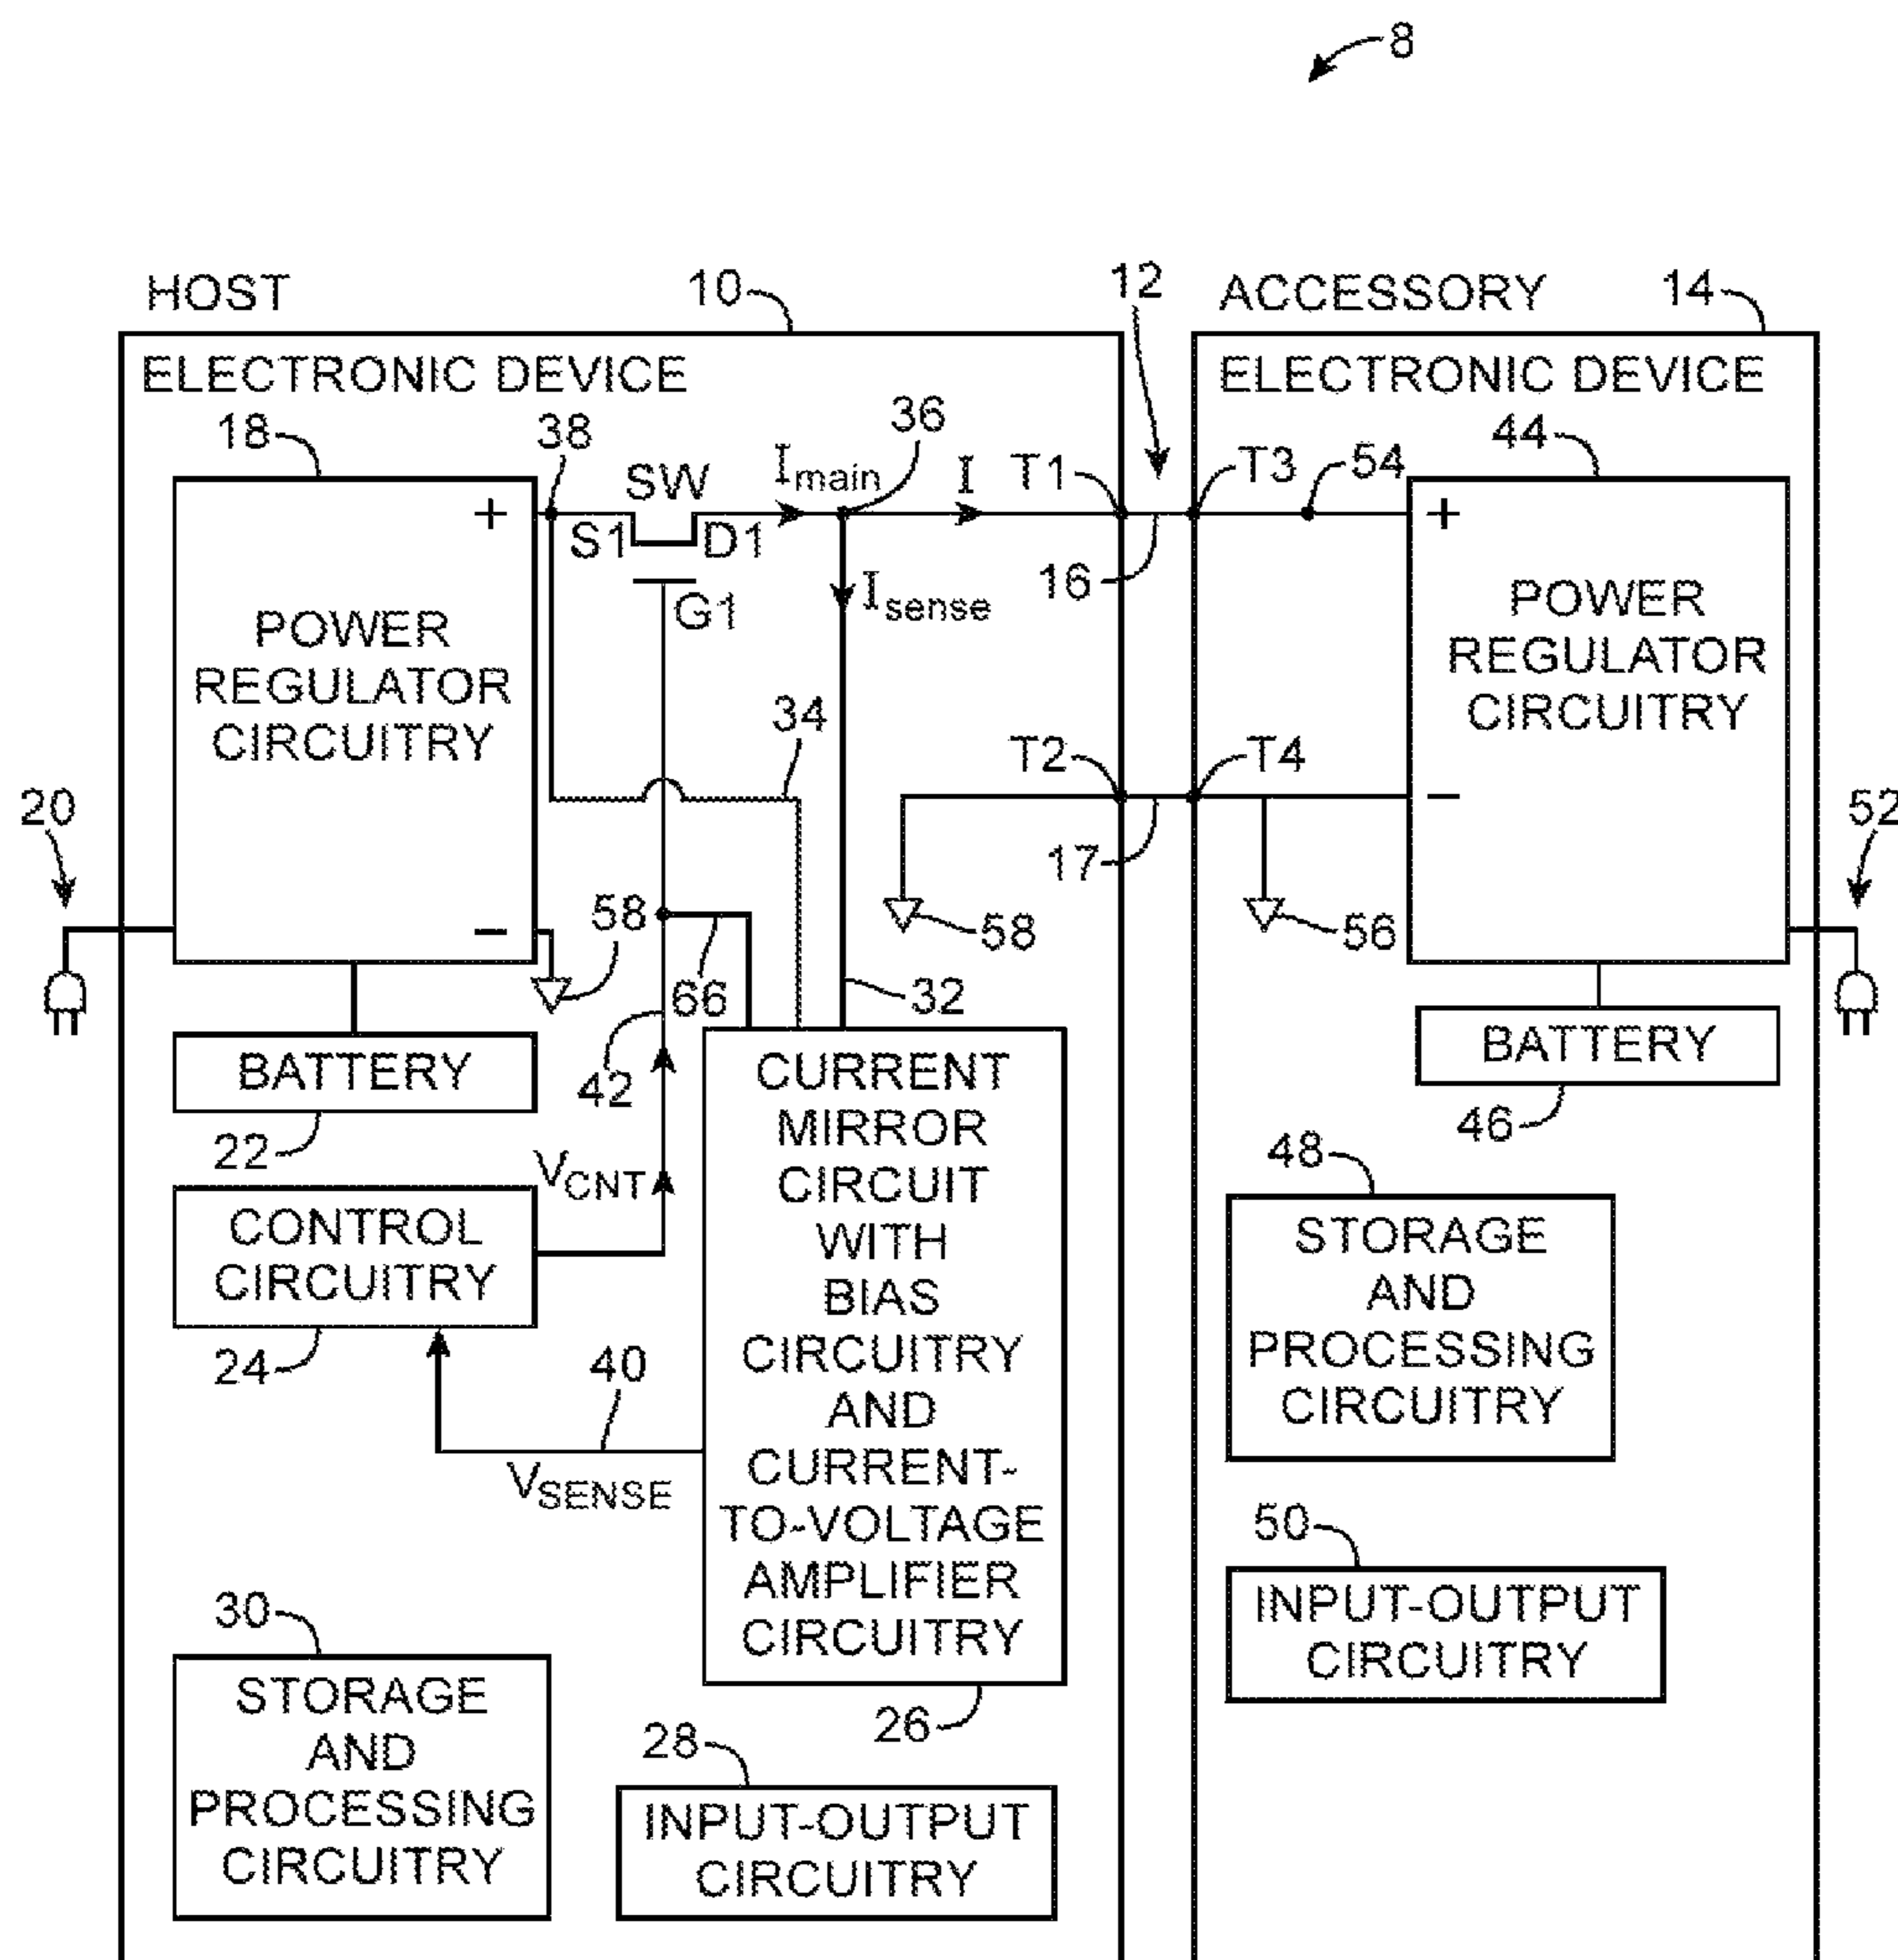 8
HOST
10
12
ACCESSORY
14
ELECTRONIC DEVICE
ELECTRONIC DEVICE
18
38
36
44
SW
Imain
I
T1
T3
54
+
S1
D1
+
16
Isense
G1
POWER
REGULATOR
CIRCUITRY
POWER
REGULATOR
CIRCUITRY
34
T2
T4
20
−
52
17
58
58
56
−
66
32
BATTERY
42
BATTERY
22
46
VCNT
48
CONTROL
CIRCUITRY
24
CURRENT
MIRROR
CIRCUIT
WITH
BIAS
CIRCUITRY
AND
CURRENT-
TO-VOLTAGE
AMPLIFIER
CIRCUITRY
STORAGE
AND
PROCESSING
CIRCUITRY
40
VSENSE
50
INPUT-OUTPUT
CIRCUITRY
30
26
STORAGE
AND
PROCESSING
CIRCUITRY
28
INPUT-OUTPUT
CIRCUITRY
58